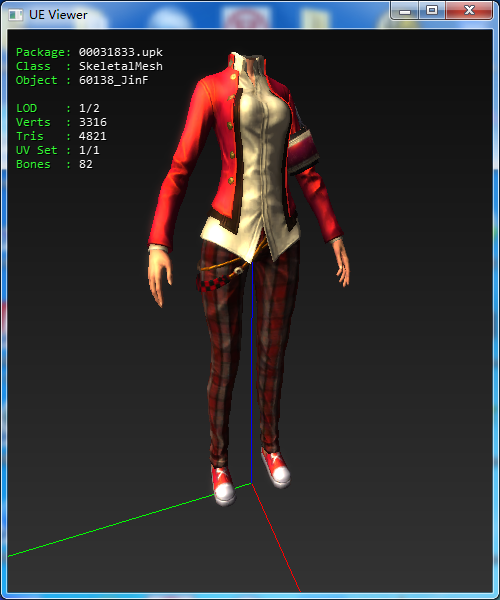 UE Viewer
Package: 00031833.upk
Class : SkeletalMesh
Object : 60138_JinF
LOD : 1/2
Verts : 3316
Tris : 4821
UV Set : 1/1
Bones : 82